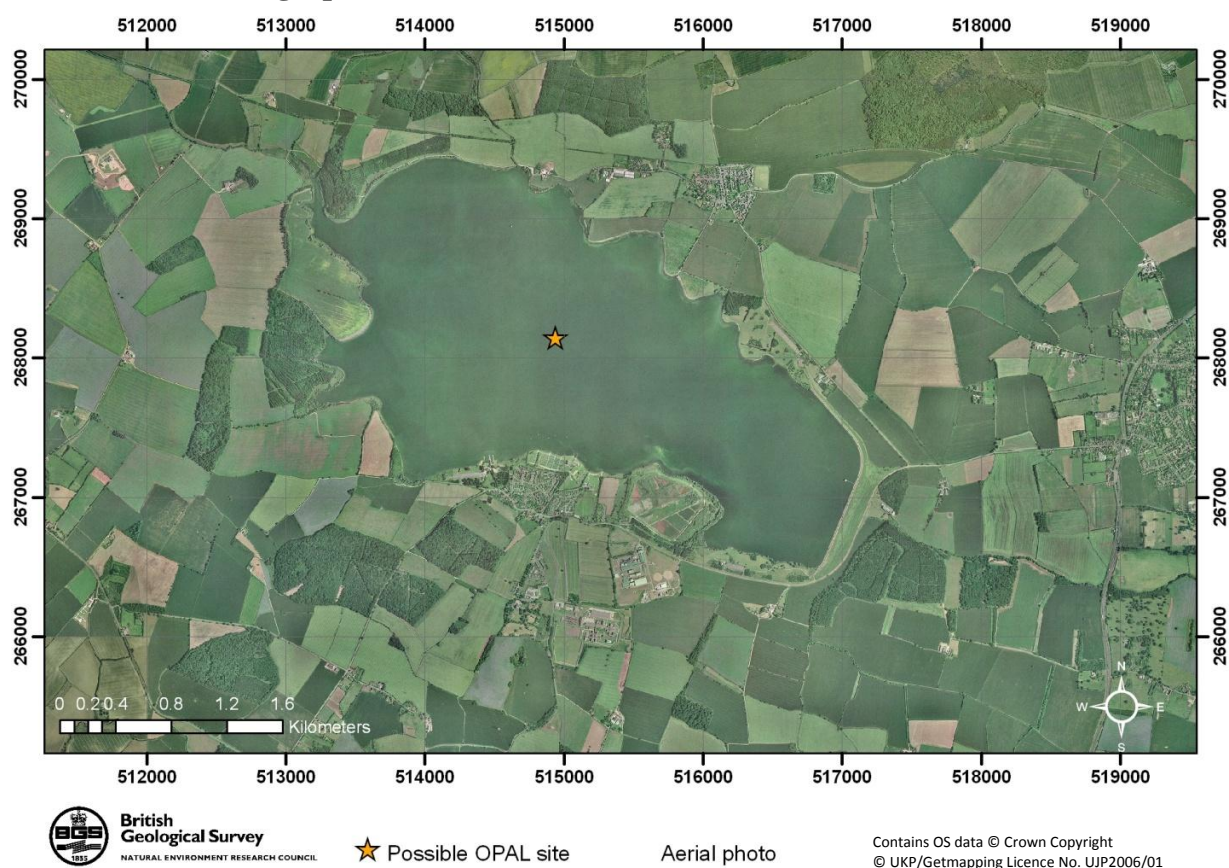 512000 513000 514000 515000 516000 517000 518000 519000
270000 270000
269000 269000
268000 268000
267000 267000
266000 266000
0 0.2 0.4 0.8 1.2 1.6
Kilometers
N
W E
S
512000 513000 514000 515000 516000 517000 518000 519000
BGS
1835
British
Geological Survey
NATURAL ENVIRONMENT RESEARCH COUNCIL
Possible OPAL site
Aerial photo
Contains OS data © Crown Copyright
© UKP/Getmapping Licence No. UJP2006/01